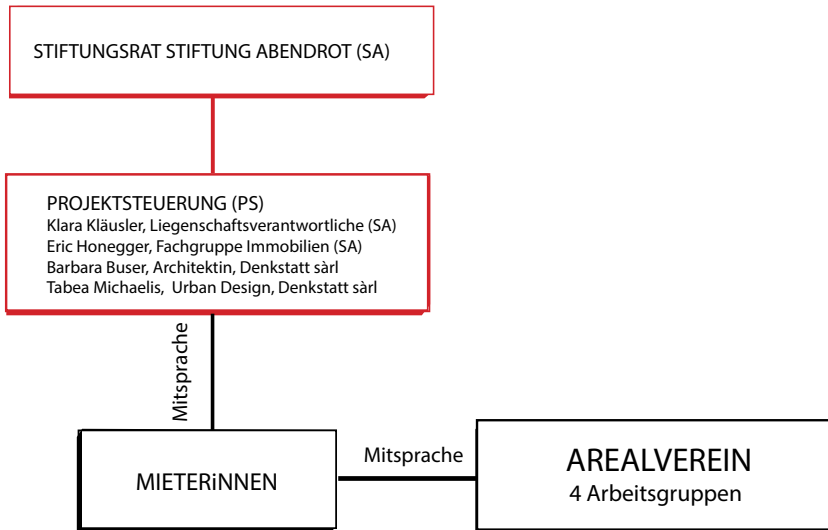 STIFTUNGSRAT STIFTUNG ABENDROT (SA)
PROJEKTSTEUERUNG (PS)
Klara Kläusler, Liegenschaftsverantwortliche (SA)
Eric Honegger, Fachgruppe Immobilien (SA)
Barbara Buser, Architektin, Denkstatt sàrl
Tabea Michaelis, Urban Design, Denkstatt sàrl
Mitsprache
MIETERiNNEN
Mitsprache
AREALVEREIN
4 Arbeitsgruppen